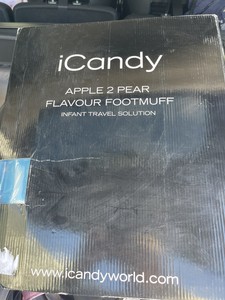 iCandy
APPLE 2 PEAR
FLAVOUR FOOTMUFF
INFANT TRAVEL SOLUTION
www.icandyworld.com